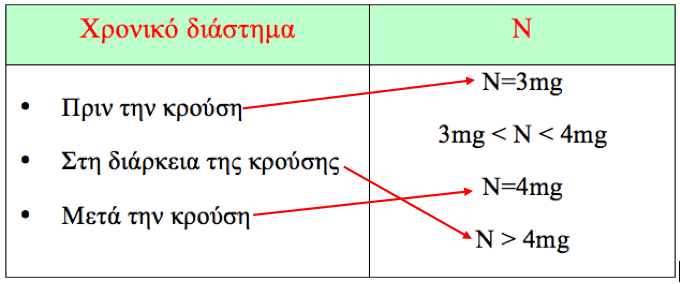 Χρονικό διάστημα
N
• Πριν την κρούση
• Στη διάρκεια της κρούσης
• Μετά την κρούση
N=3mg
3mg < N < 4mg
N=4mg
N > 4mg